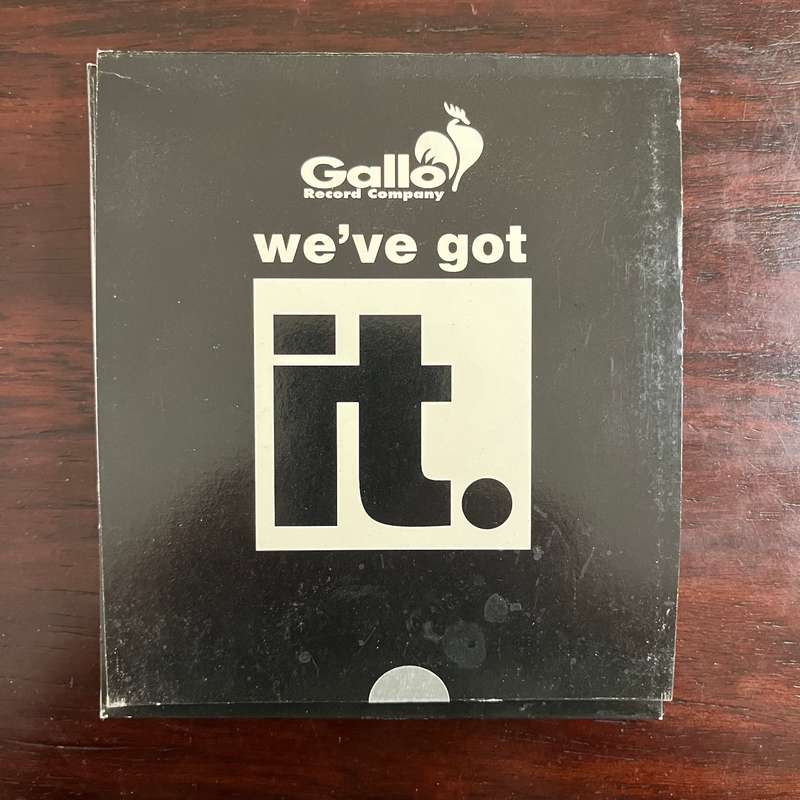 Gallo
Record Company
we've got
it.